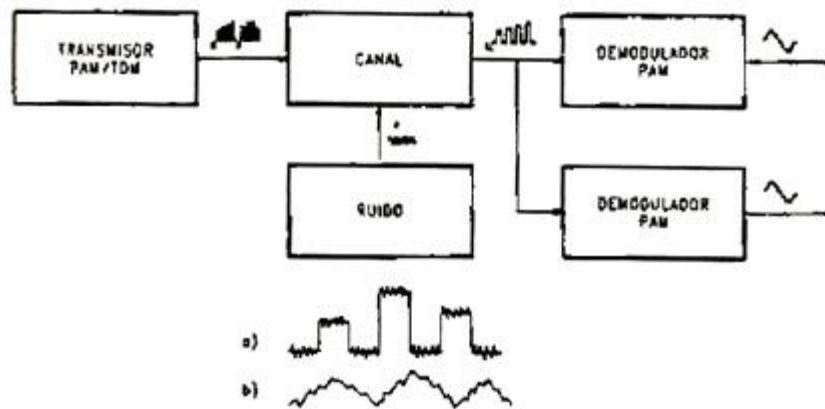 TRANSMISOR
PAM/TDM
CANAL
DEMODULADOR
PAM
RUIDO
DEMODULADOR
PAM
a)
b)